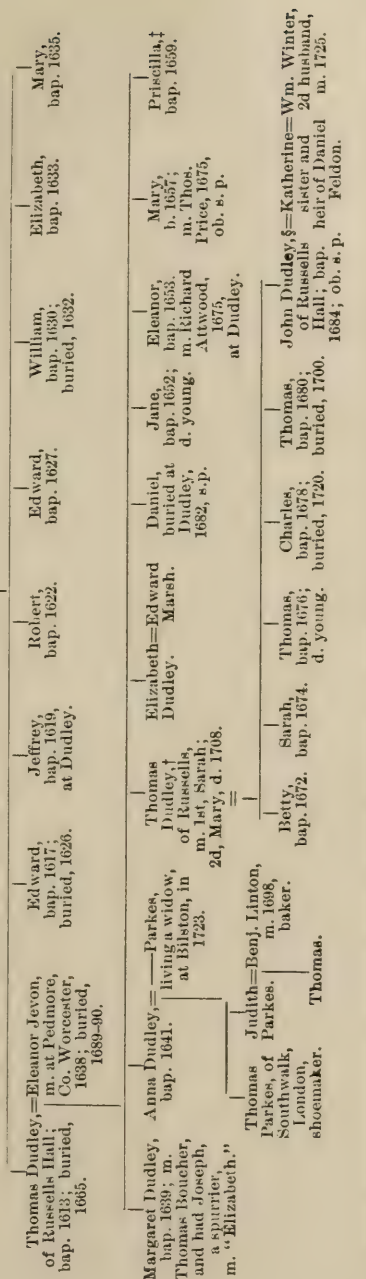 Thomas Dudley,=Eleanor Jevon,
of Russells Hall;
bap. 1613; buried,
1665.
m. at Pedmore,
Co. Worcester,
1638; buried,
1689-90.
Edward,
bap. 1617;
buried, 1626.
Jeffrey,
bap. 1619,
at Dudley.
Robert,
bap. 1622.
Edward,
bap. 1627.
William,
bap. 1630;
buried, 1632.
Elizabeth,
bap. 1633.
Mary,
bap. 1635.
Margaret Dudley,
bap. 1639; m.
Thomas Boucher,
and had Joseph,
a spurrier,
m. "Elizabeth."
Anna Dudley,=——Parkes,
bap. 1641.
living a widow,
at Bilston, in
1723.
Thomas
Dudley,†
of Russells,
m. 1st, Sarah;
2d, Mary, d. 1708.
=
Elizabeth=Edward
Dudley.
Marsh.
Daniel,
buried at
Dudley,
1682, s.p.
Jane,
bap. 1652;
d. young.
Eleanor,
bap. 1653.
m. Richard
Attwood,
1675,
at Dudley.
Mary,
b. 1657;
m. Thos.
Price, 1675,
ob. s. p.
Priscilla,‡
bap. 1659.
Thomas
Parkes, of
Southwalk,
London,
shoemaker.
Judith=Benj. Linton,
Parkes.
m. 1698,
baker.
Thomas.
Betty,
bap. 1672.
Sarah,
bap. 1674.
Thomas,
bap. 1676;
d. young.
Charles,
bap. 1678;
buried, 1720.
Thomas,
bap. 1680;
buried, 1700.
John Dudley,§=Katherine=Wm. Winter,
of Russells
Hall; bap.
1684; ob. s. p.
sister and
heir of Daniel
Feldon.
2d husband,
m. 1725.